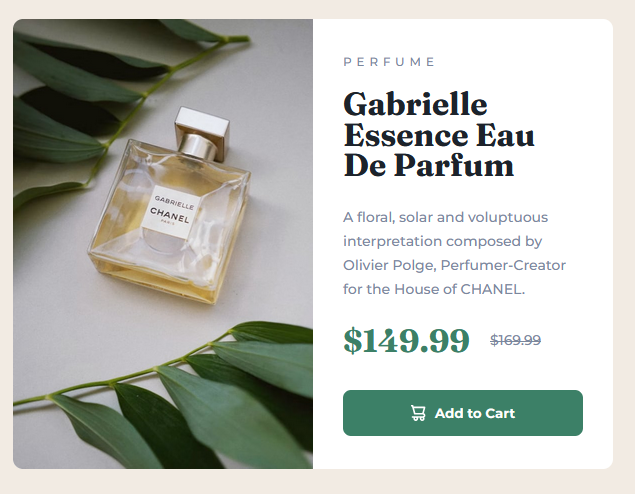 PERFUME
Gabrielle
Essence Eau
De Parfum
A floral, solar and voluptuous
interpretation composed by
Olivier Polge, Perfumer-Creator
for the House of CHANEL.
$149.99 $169.99
Add to Cart
GABRIELLE
CHANEL
PARIS